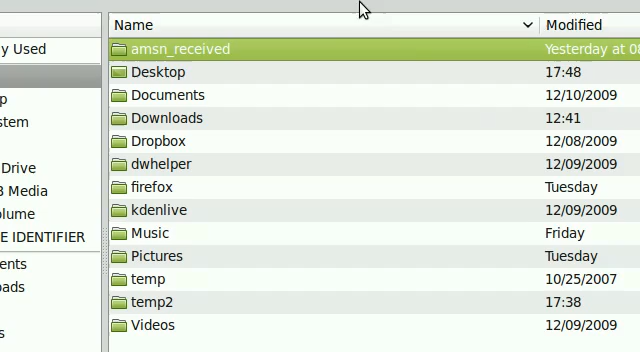 Name Modified
y Used
amsn_received Yesterday at 08
Desktop 17:48
p
Documents 12/10/2009
stem
Downloads 12:41
Dropbox 12/08/2009
Drive
dwhelper 12/09/2009
B Media
firefox Tuesday
olume
kdenlive 12/09/2009
E IDENTIFIER
Music Friday
ents
Pictures Tuesday
oads
temp 10/25/2007
temp2 17:38
s
Videos 12/09/2009